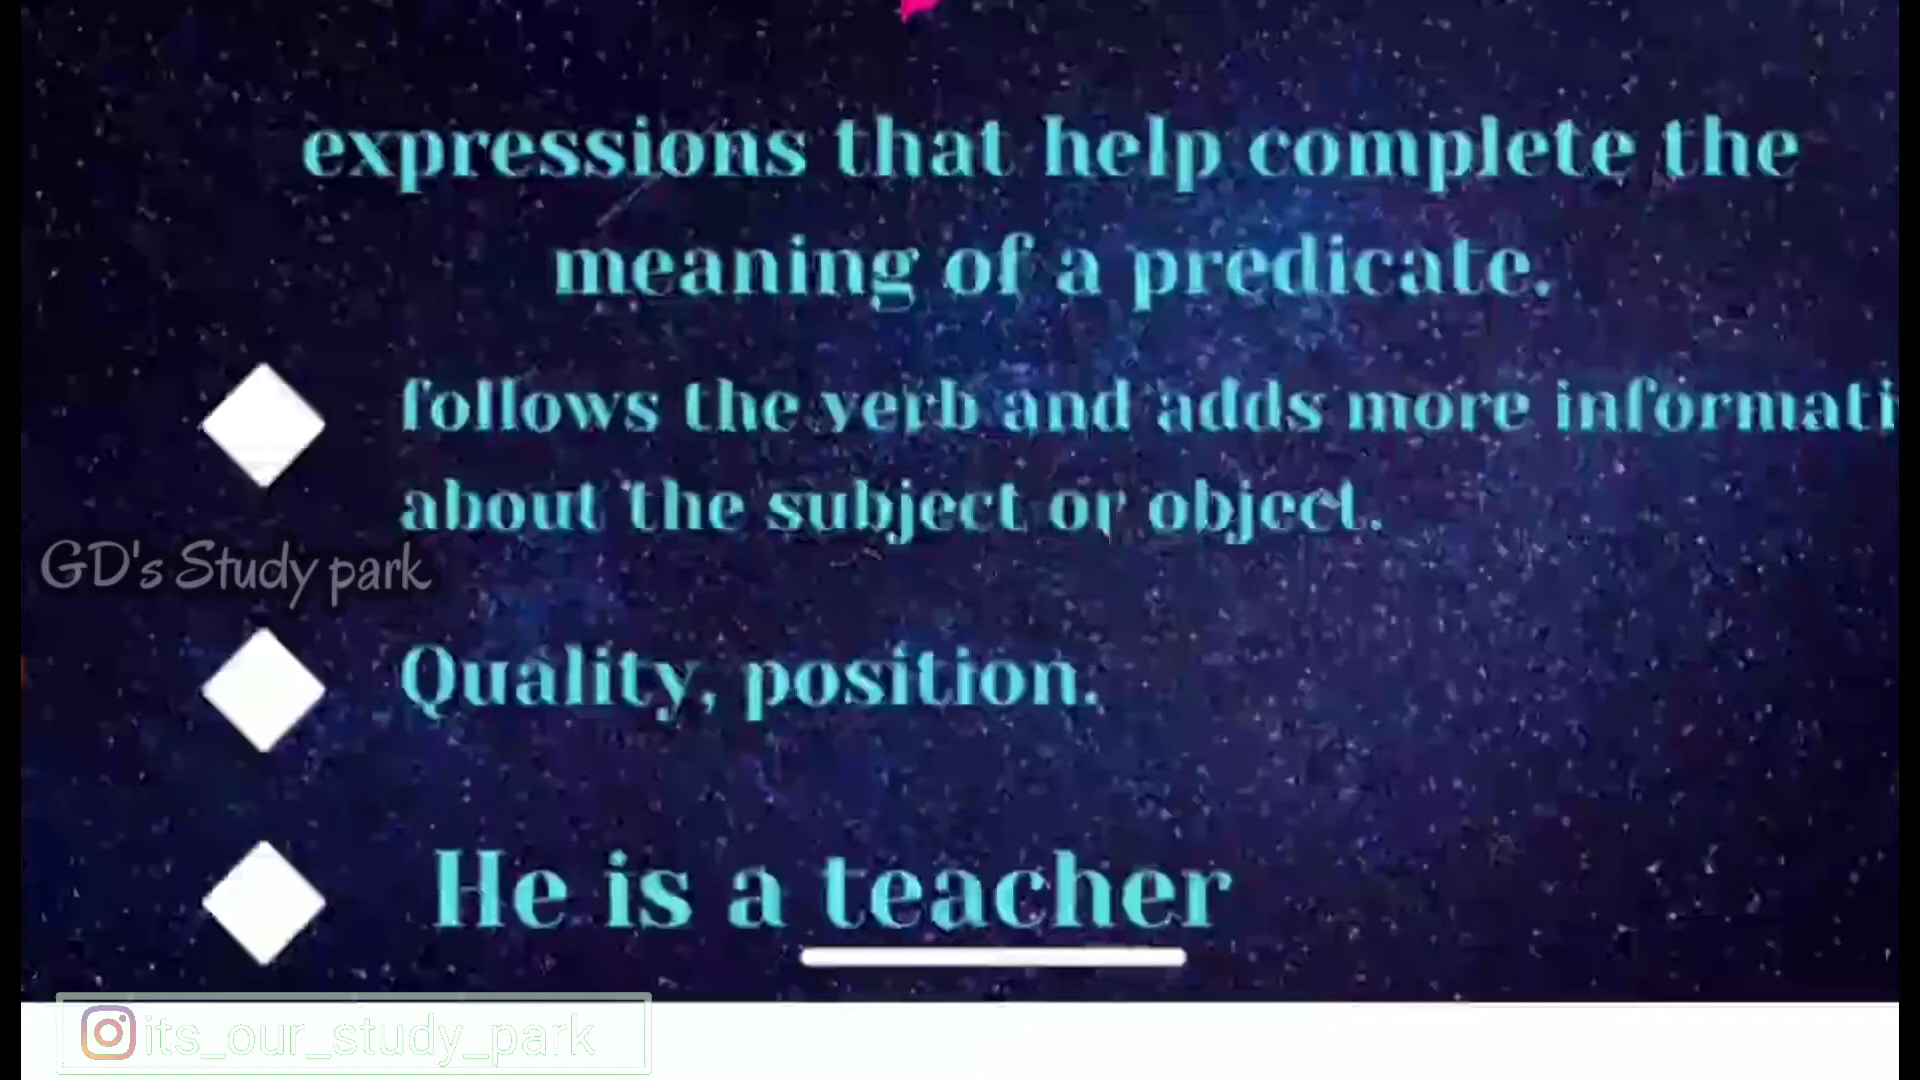 expressions that help complete the
meaning of a predicate.
follows the verb and adds more informati
about the subject or object.
GD's Study park
Quality, position.
He is a teacher
its_our_study_park